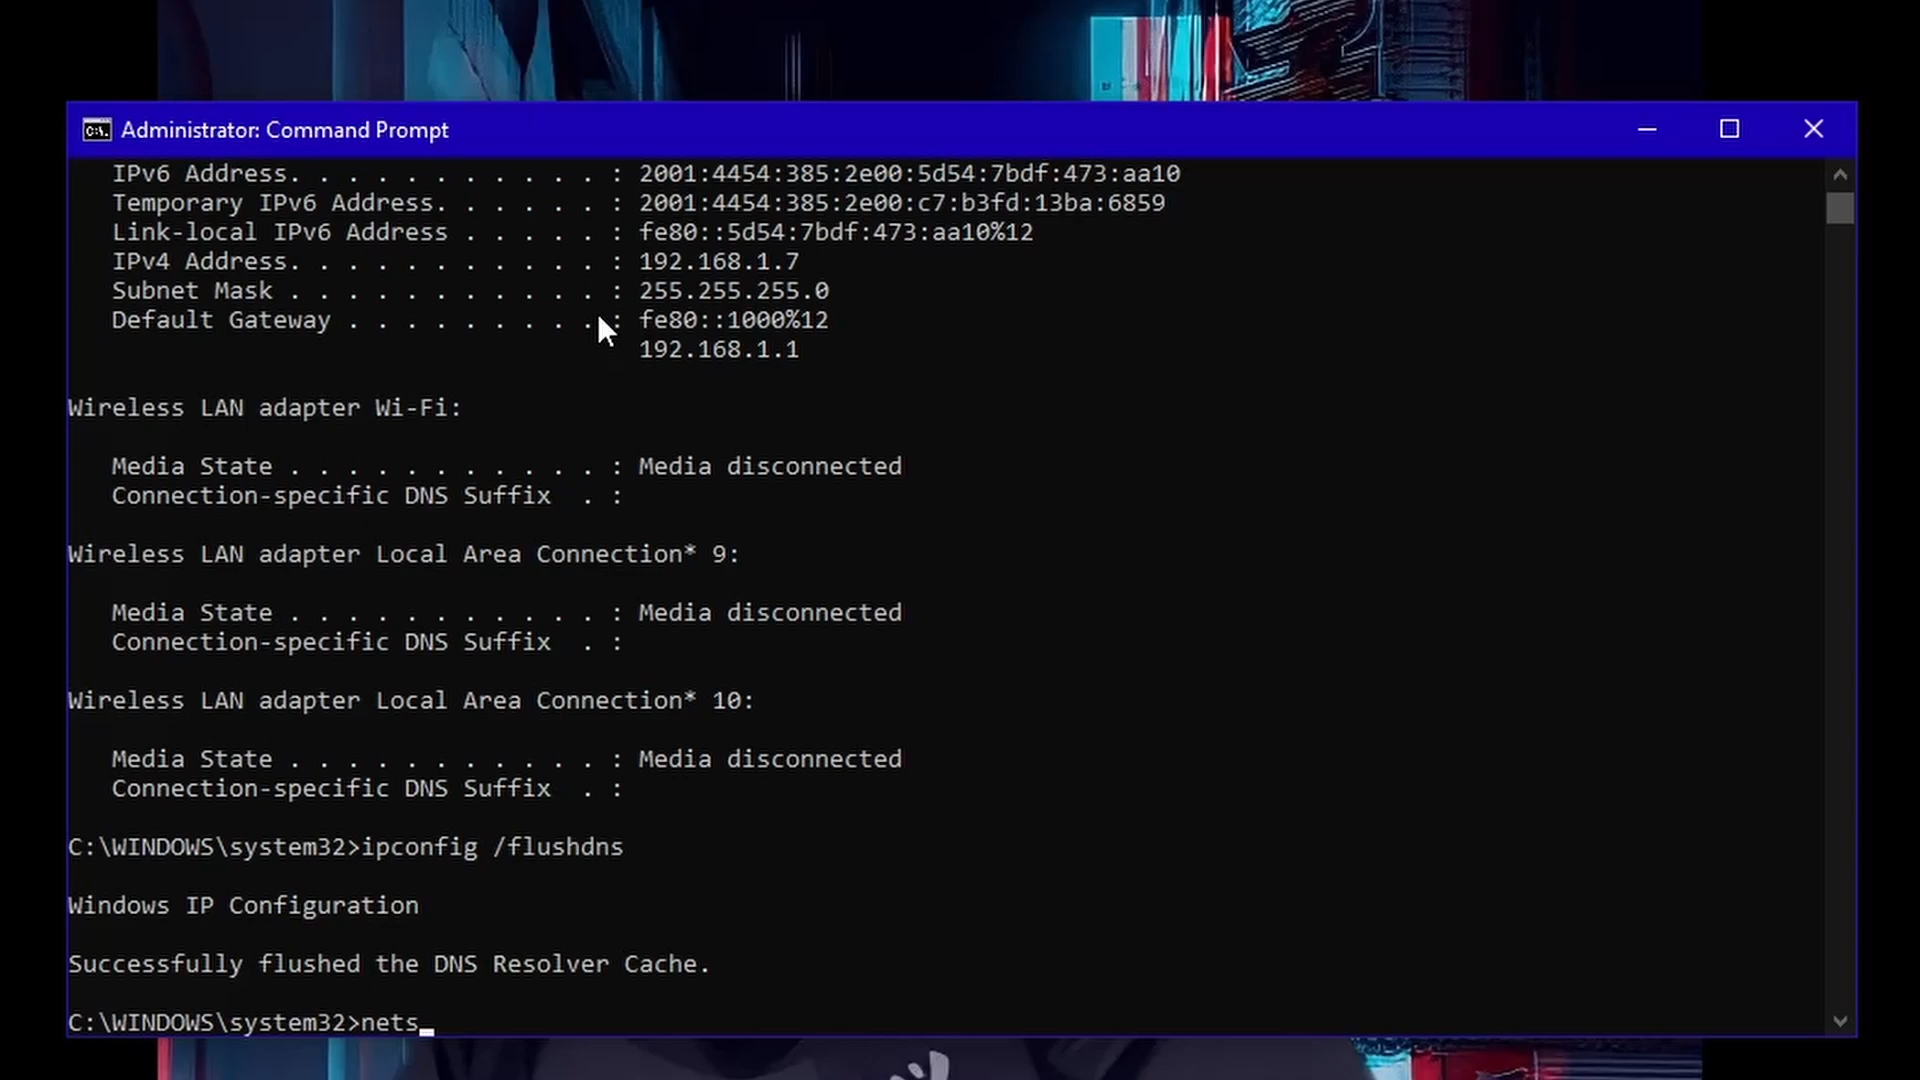 Administrator: Command Prompt
IPv6 Address. . . . . . . . . . . : 2001:4454:385:2e00:5d54:7bdf:473:aa10
Temporary IPv6 Address. . . . . . : 2001:4454:385:2e00:c7:b3fd:13ba:6859
Link-local IPv6 Address . . . . . : fe80::5d54:7bdf:473:aa10%12
IPv4 Address. . . . . . . . . . . : 192.168.1.7
Subnet Mask . . . . . . . . . . . : 255.255.255.0
Default Gateway . . . . . . . . . : fe80::1000%12
192.168.1.1
Wireless LAN adapter Wi-Fi:
Media State . . . . . . . . . . . : Media disconnected
Connection-specific DNS Suffix  . :
Wireless LAN adapter Local Area Connection* 9:
Media State . . . . . . . . . . . : Media disconnected
Connection-specific DNS Suffix  . :
Wireless LAN adapter Local Area Connection* 10:
Media State . . . . . . . . . . . : Media disconnected
Connection-specific DNS Suffix  . :
C:\WINDOWS\system32>ipconfig /flushdns
Windows IP Configuration
Successfully flushed the DNS Resolver Cache.
C:\WINDOWS\system32>nets